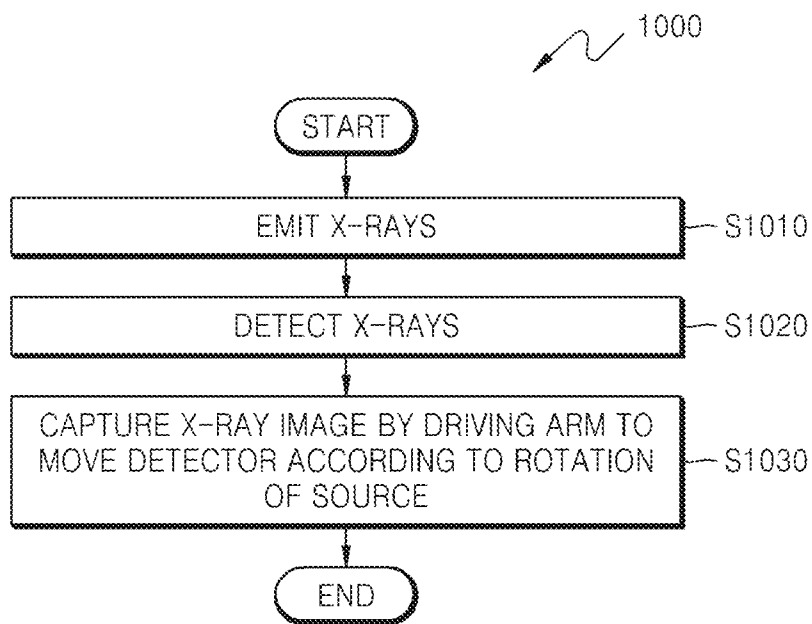 1000
START
EMIT X-RAYS
S1010
DETECT X-RAYS
S1020
CAPTURE X-RAY IMAGE BY DRIVING ARM TO
MOVE DETECTOR ACCORDING TO ROTATION
OF SOURCE
S1030
END